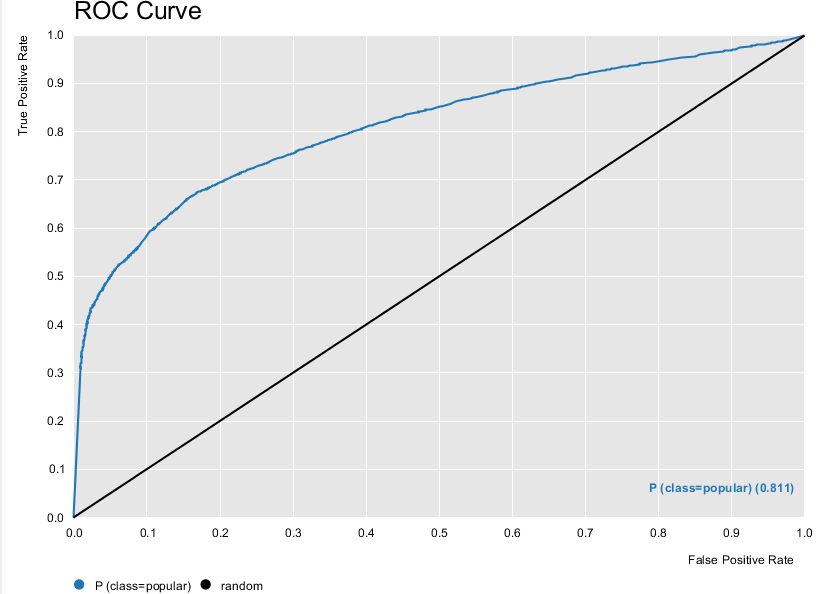 ROC Curve
True Positive Rate
1.0
0.9
0.8
0.7
0.6
0.5
0.4
0.3
0.2
0.1
0.0
P (class=popular) (0.811)
0.0 0.1 0.2 0.3 0.4 0.5 0.6 0.7 0.8 0.9 1.0
False Positive Rate
P (class=popular) random